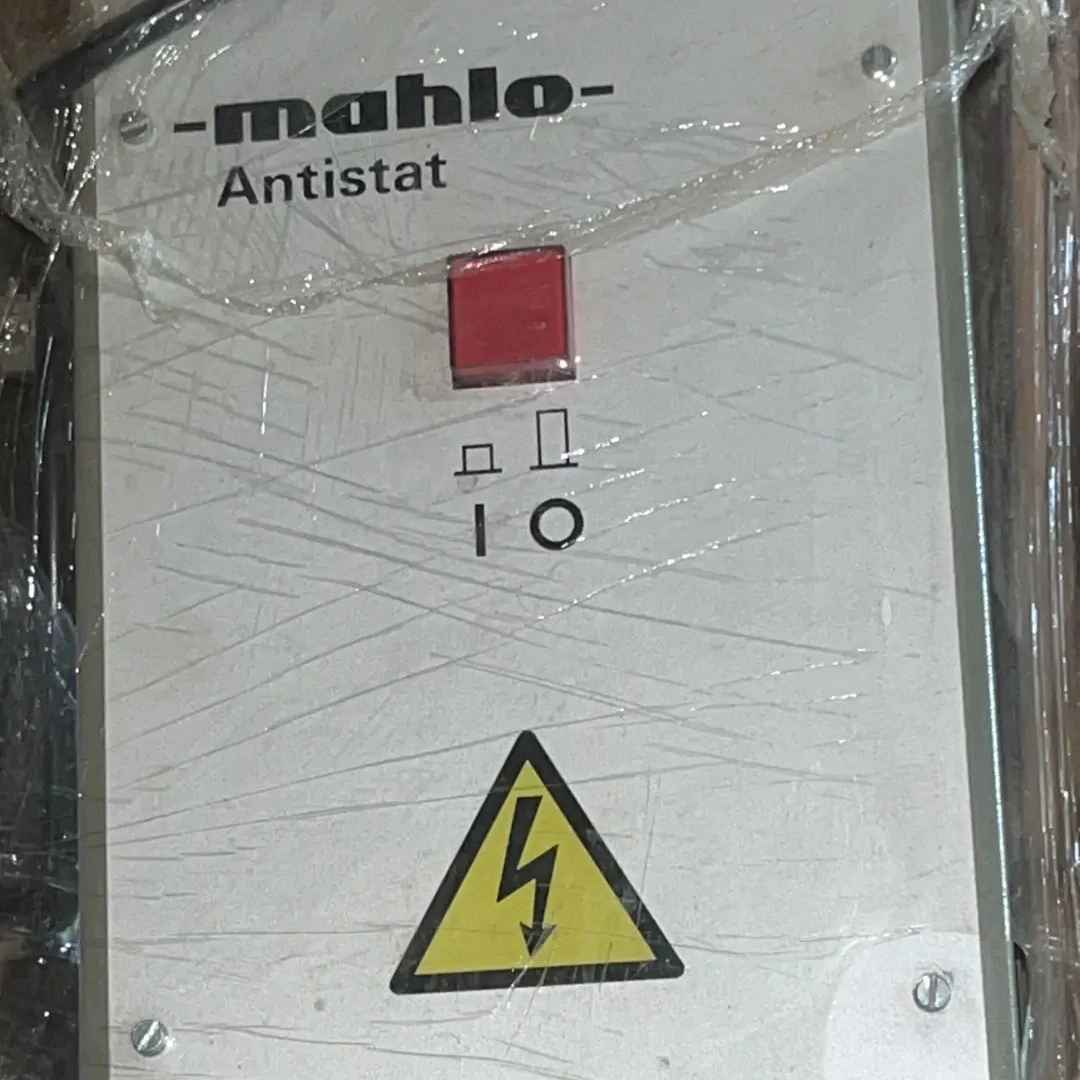 -mahlo-
Antistat
I O